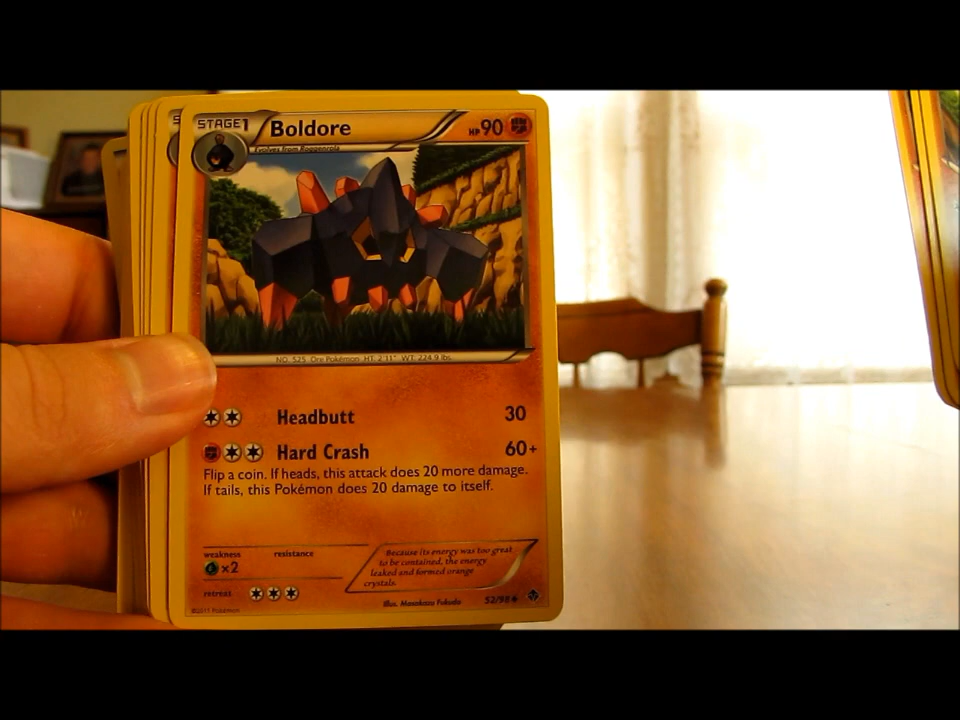 STAGE1 Boldore HP90
Evolves from Roggenrola
NO. 525 Ore Pokémon HT: 2'11" WT: 224.9 lbs.
Headbutt 30
Hard Crash 60+
Flip a coin. If heads, this attack does 20 more damage.
If tails, this Pokémon does 20 damage to itself.
weakness resistance
×2
retreat
Because its energy was too great
to be contained, the energy
leaked and formed orange
crystals.
©2011 Pokémon Illus. Masakazu Fukuda 52/98